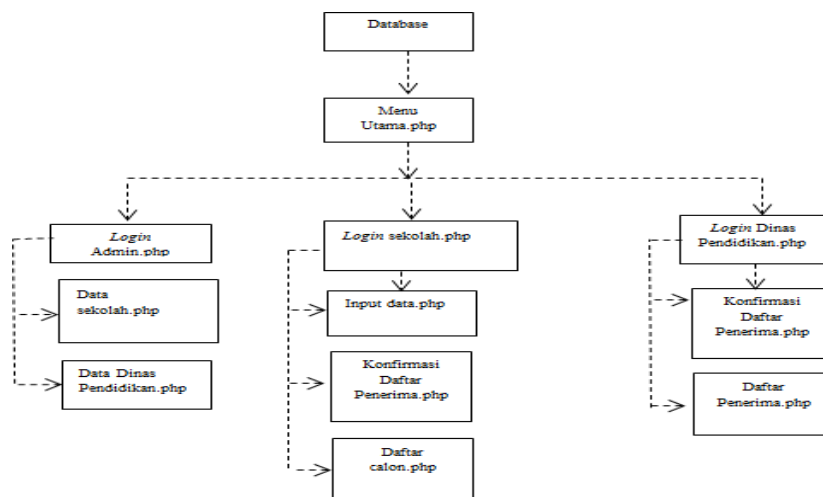 Database
Menu
Utama.php
Login
Admin.php
Data
sekolah.php
Data Dinas
Pendidikan.php
Login sekolah.php
Input data.php
Konfirmasi
Daftar
Penerima.php
Daftar
calon.php
Login Dinas
Pendidikan.php
Konfirmasi
Daftar
Penerima.php
Daftar
Penerima.php